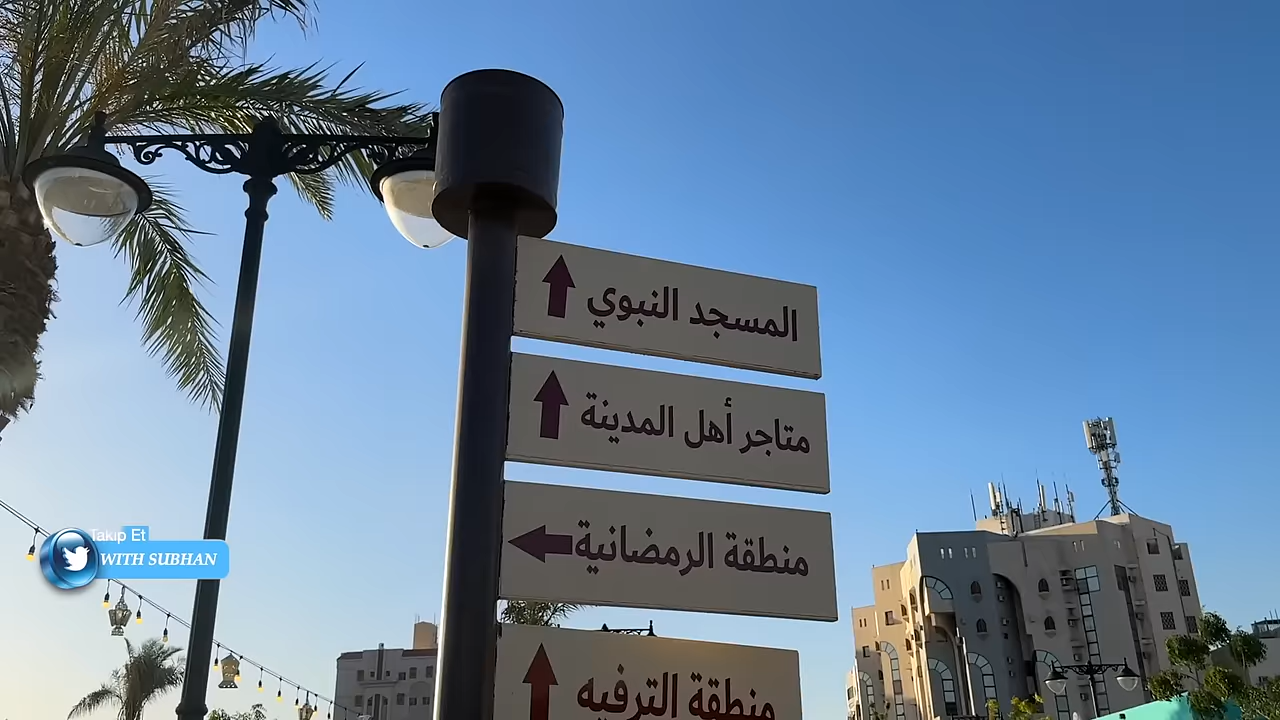 المسجد النبوي
متاجر أهل المدينة
منطقة الرمضانية
منطقة الترفيه
Takip Et
WITH SUBHAN